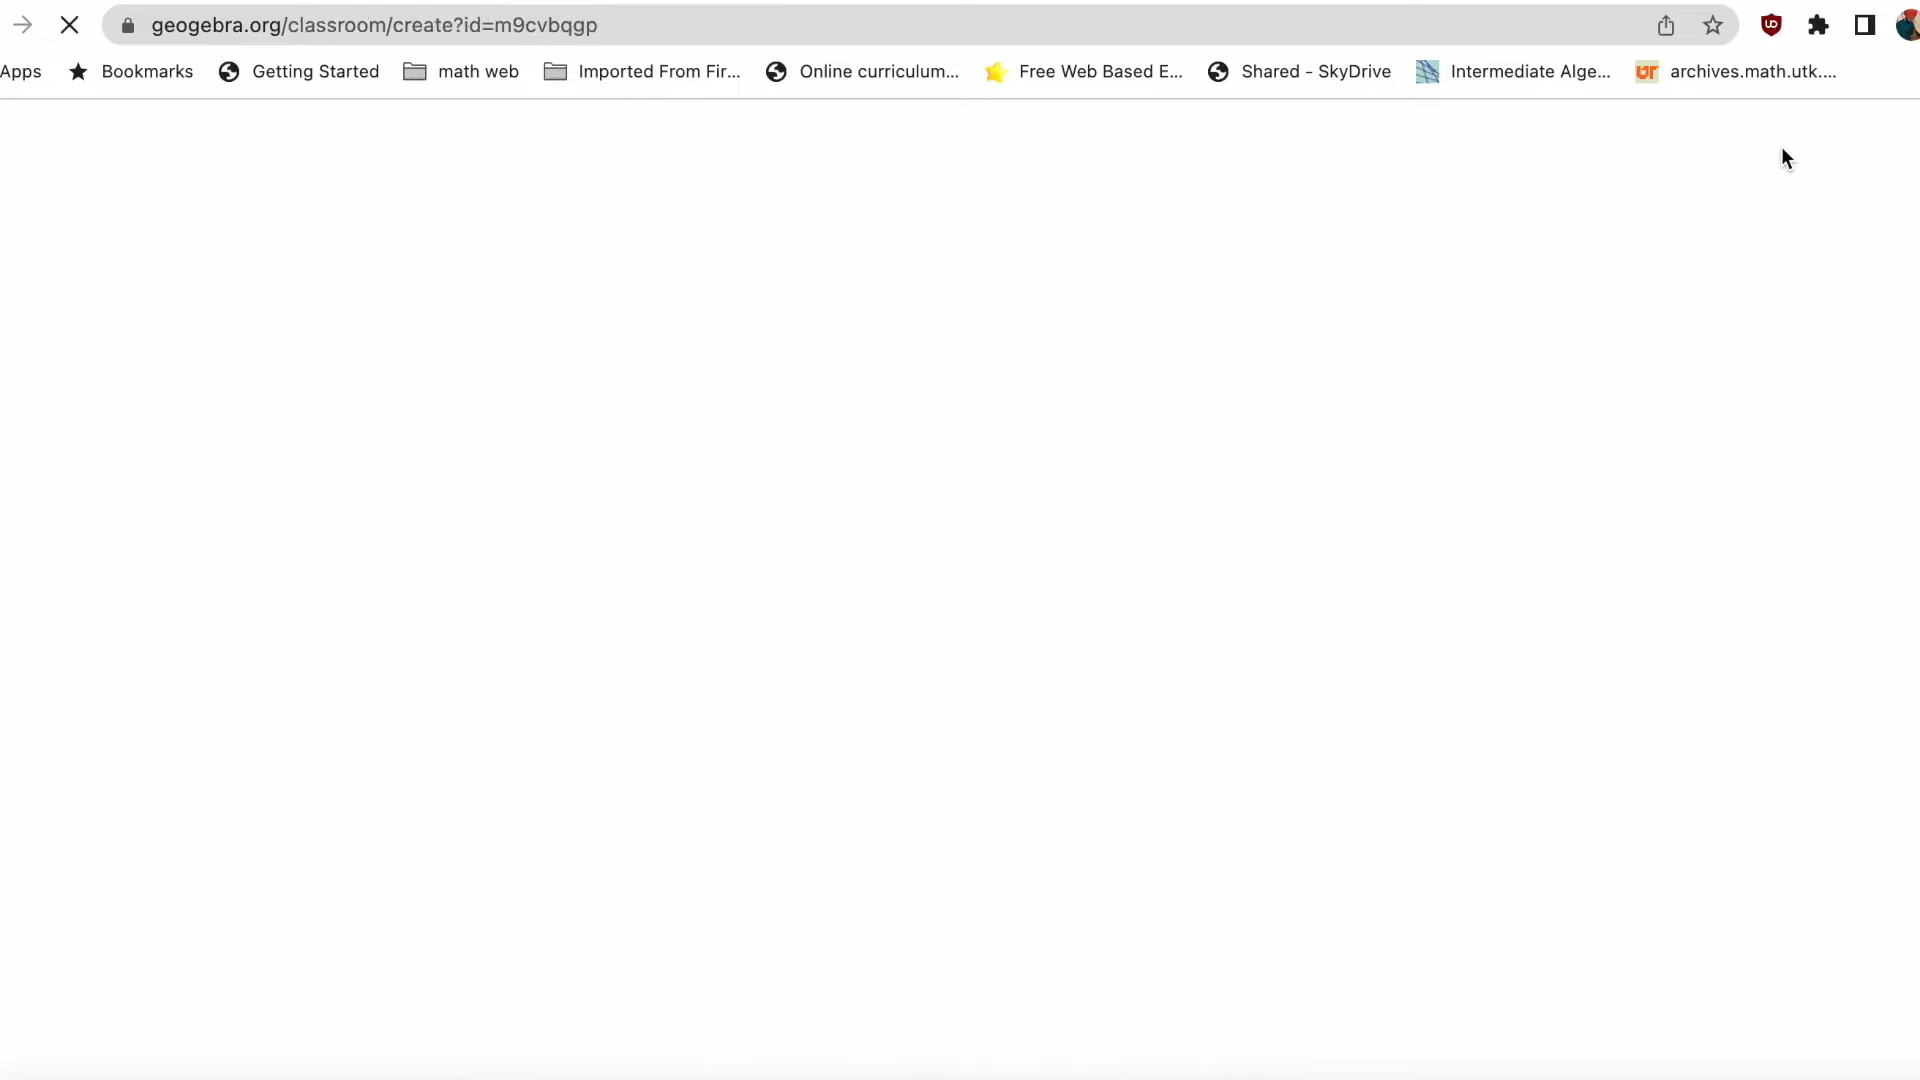 geogebra.org/classroom/create?id=m9cvbqgp
Apps Bookmarks Getting Started math web Imported From Fir... Online curriculum... Free Web Based E... Shared - SkyDrive Intermediate Alge... archives.math.utk....